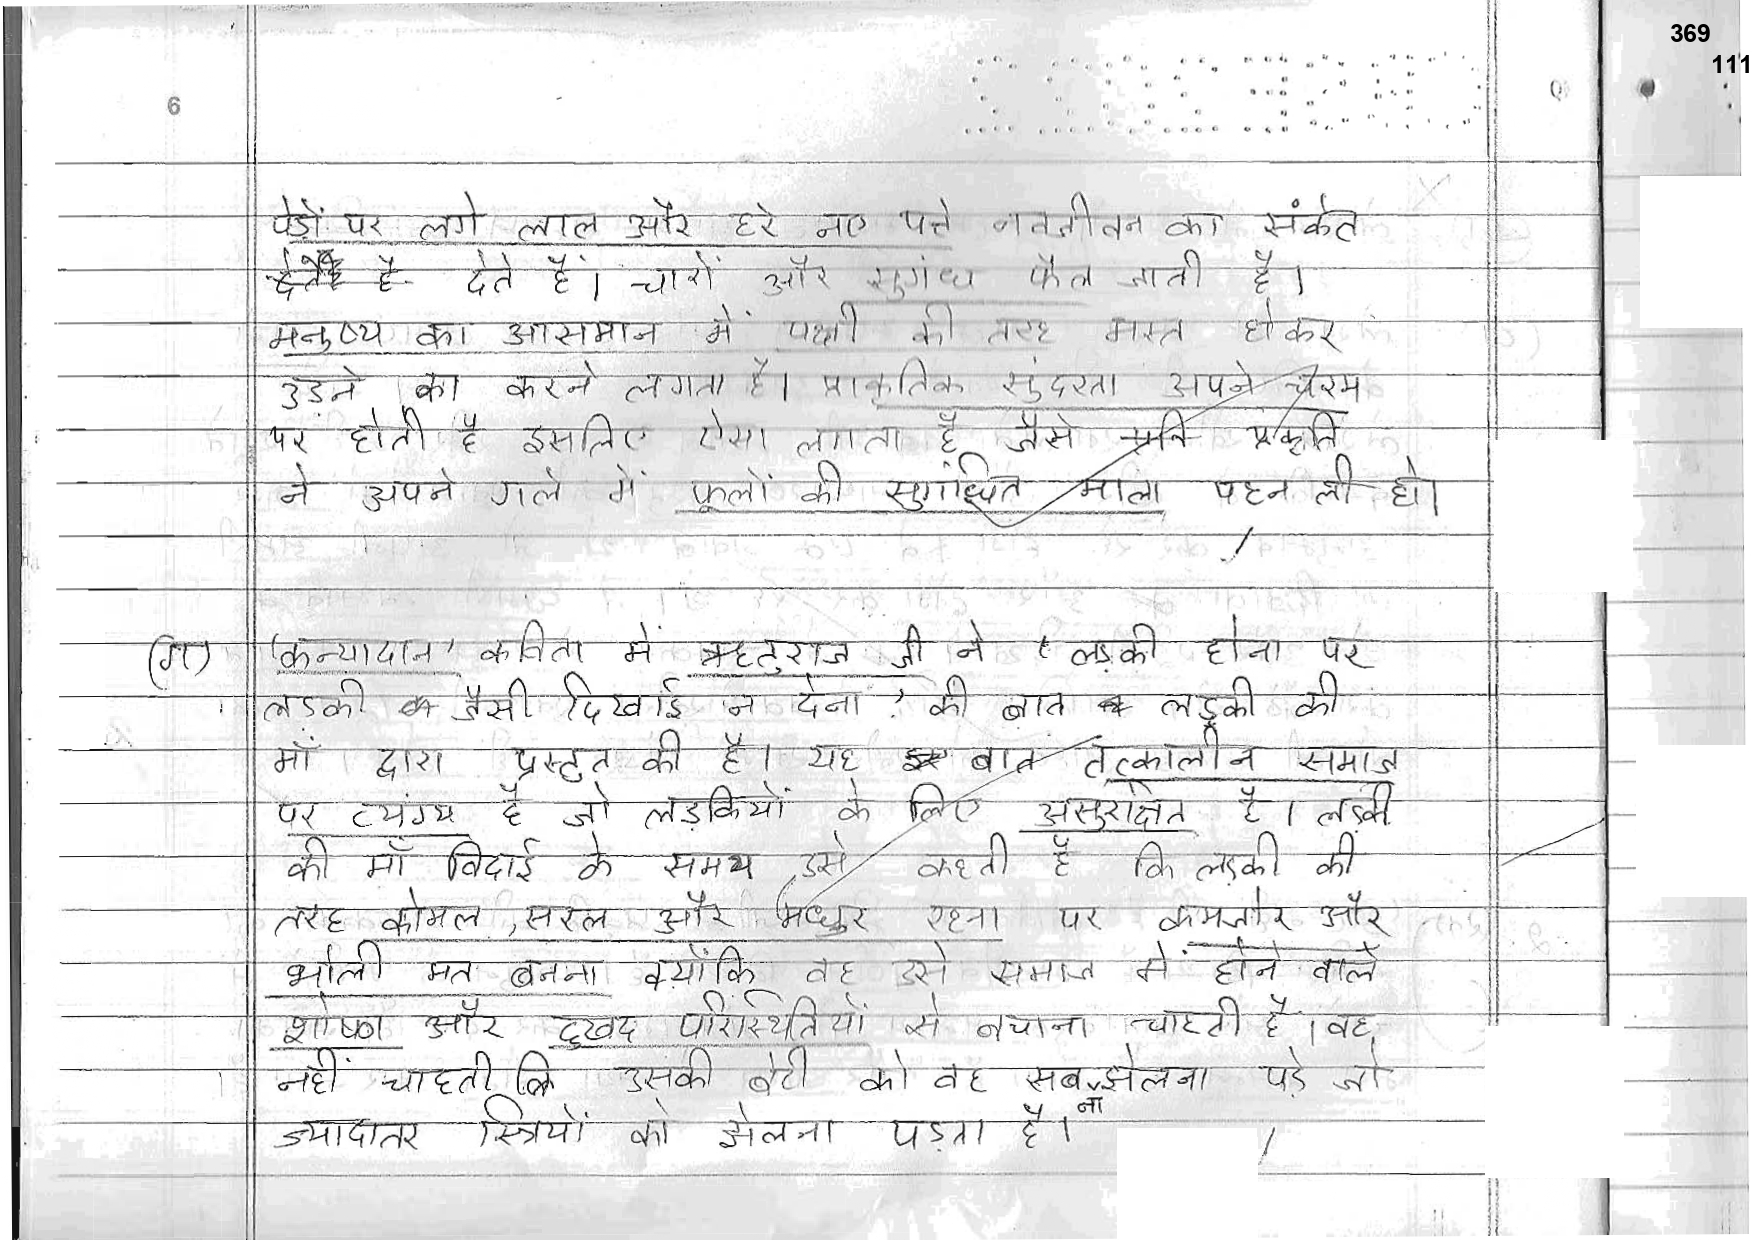 369
111
6
पेड़ों पर लगे लाल और हरे नए पत्ते नवजीवन का संकेत
है देते हैं। चारों और सुगंध फैल जाती है।
मनुष्य का आसमान में पक्षी की तरह मस्त होकर
उड़ने का करने लगता है। प्राकृतिक सुंदरता अपने चरम
पर होती है इसलिए ऐसा लगता है जैसे प्रति प्रकृति
ने अपने गले में फूलों की सुगंधित माला पहन ली हो।
(ग) 'कन्यादान' कविता में ऋतुराज जी ने 'लड़की होना पर
लड़की जैसी दिखाई न देना' की बात लड़की की
माँ द्वारा प्रस्तुत की है। यह बात तत्कालीन समाज
पर व्यंग्य है जो लड़कियों के लिए असुरक्षित है। लड़की
की माँ विदाई के समय उसे कहती है कि लड़की की
तरह कोमल, सरल और मधुर रहना पर कमजोर और
भोली मत बनना क्योंकि वह उसे समाज में होने वाले
शोषण और दुखद परिस्थितियों से बचाना चाहती है। वह
नहीं चाहती कि उसकी बेटी को वह सब ना झेलना पड़े जो
ज्यादातर स्त्रियों को झेलना पड़ता है।